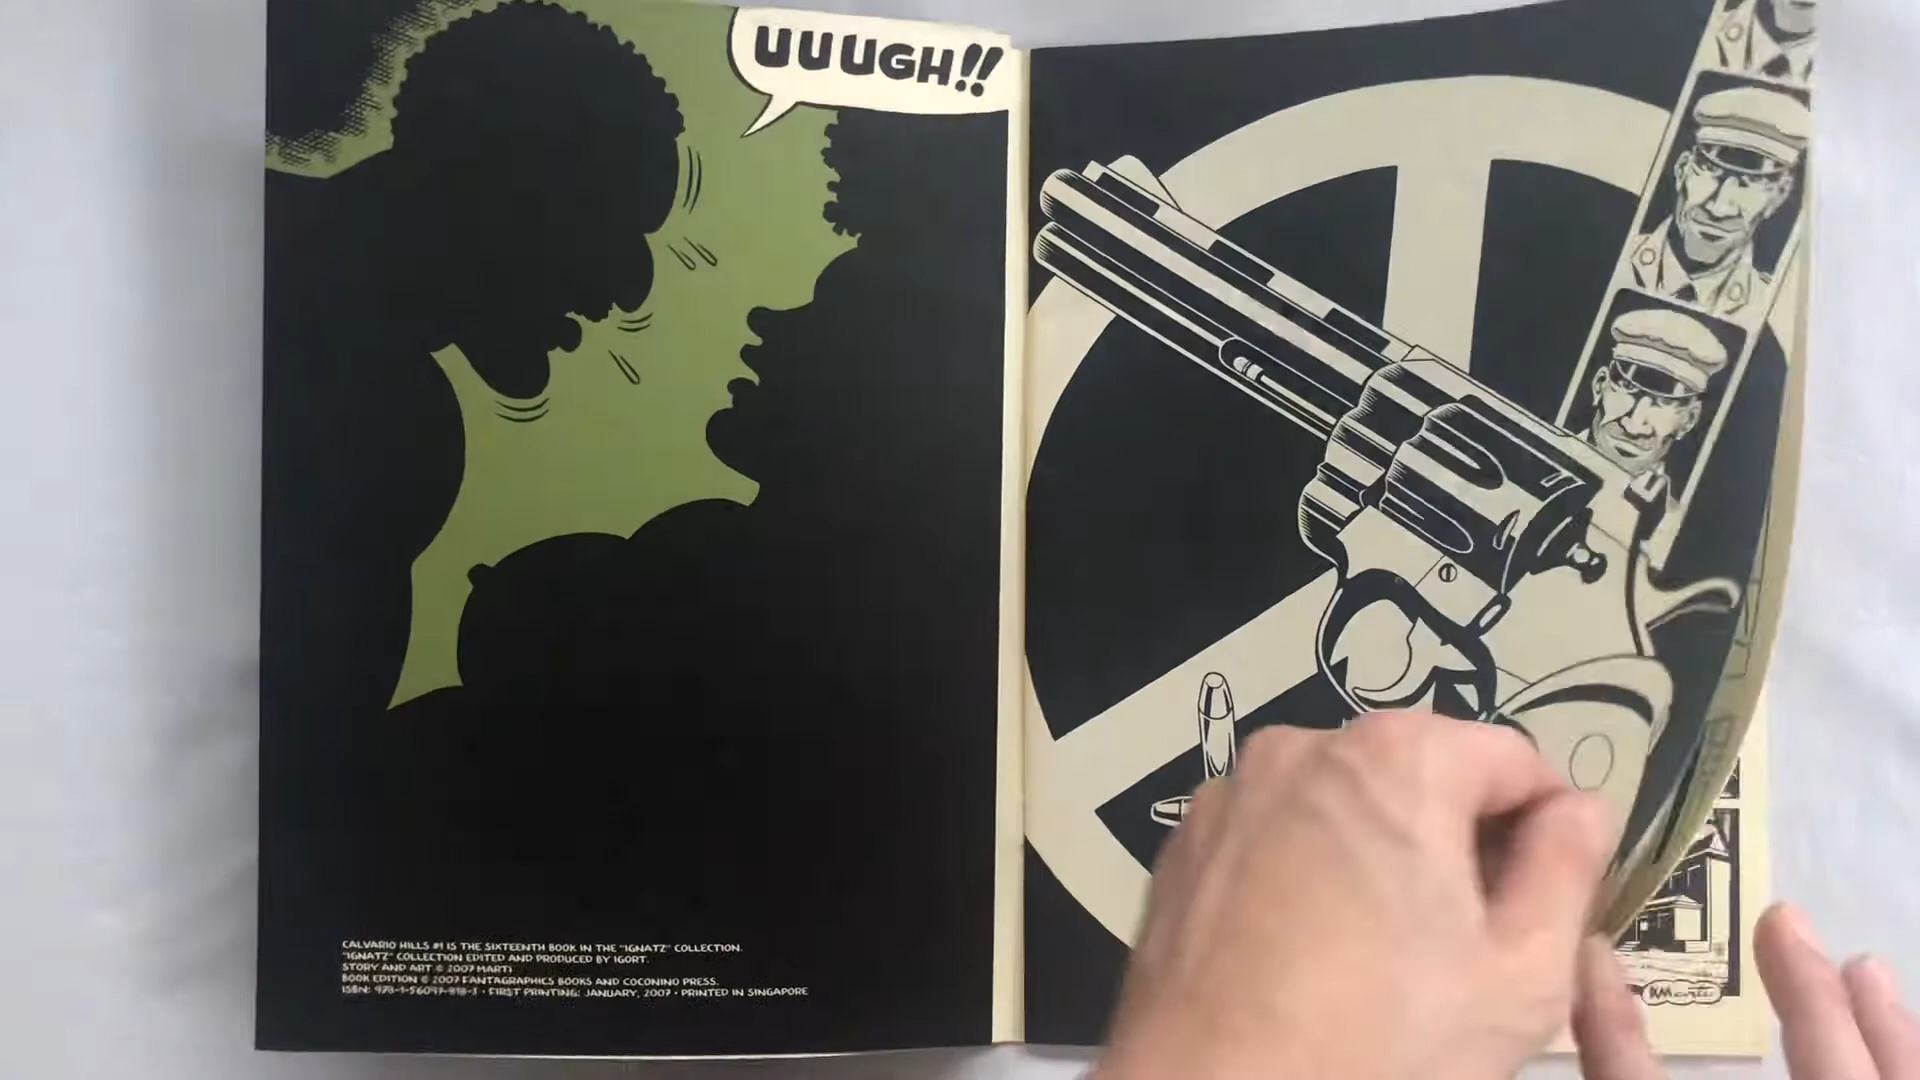 UUUGH!!
CALVARIO HILLS #1 IS THE SIXTEENTH BOOK IN THE "IGNATZ" COLLECTION.
"IGNATZ" COLLECTION EDITED AND PRODUCED BY IGORT.
STORY AND ART © 2007 MARTI
BOOK EDITION © 2007 FANTAGRAPHICS BOOKS AND COCONINO PRESS.
ISBN: • FIRST PRINTING: JANUARY, 2007 • PRINTED IN SINGAPORE